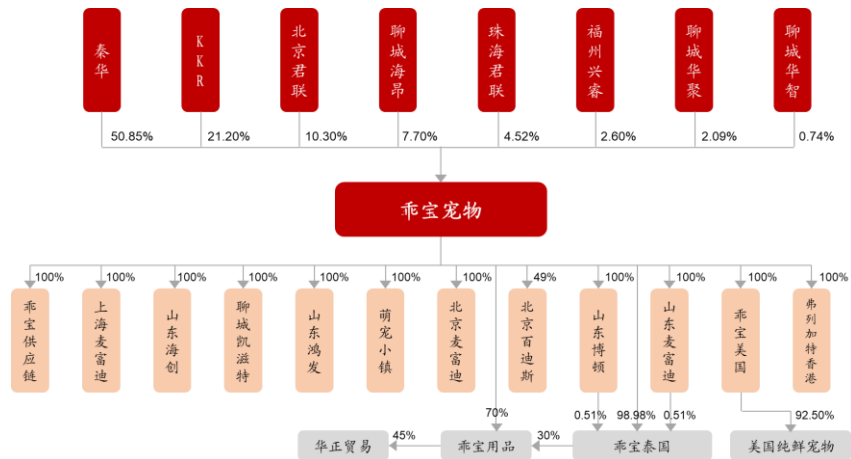 秦华
KKR
北京君联
聊城海昂
珠海君联
福州兴睿
聊城华聚
聊城华智
50.85%
21.20%
10.30%
7.70%
4.52%
2.60%
2.09%
0.74%
乖宝宠物
100%
100%
100%
100%
100%
100%
100%
49%
100%
100%
100%
100%
乖宝供应链
上海麦富迪
山东海创
聊城凯滋特
山东鸿发
萌宠小镇
北京麦富迪
北京百迪斯
山东博顿
山东麦富迪
乖宝美国
弗列加特香港
70%
0.51%
98.98%
0.51%
92.50%
华正贸易
45%
乖宝用品
30%
乖宝泰国
美国纯鲜宠物